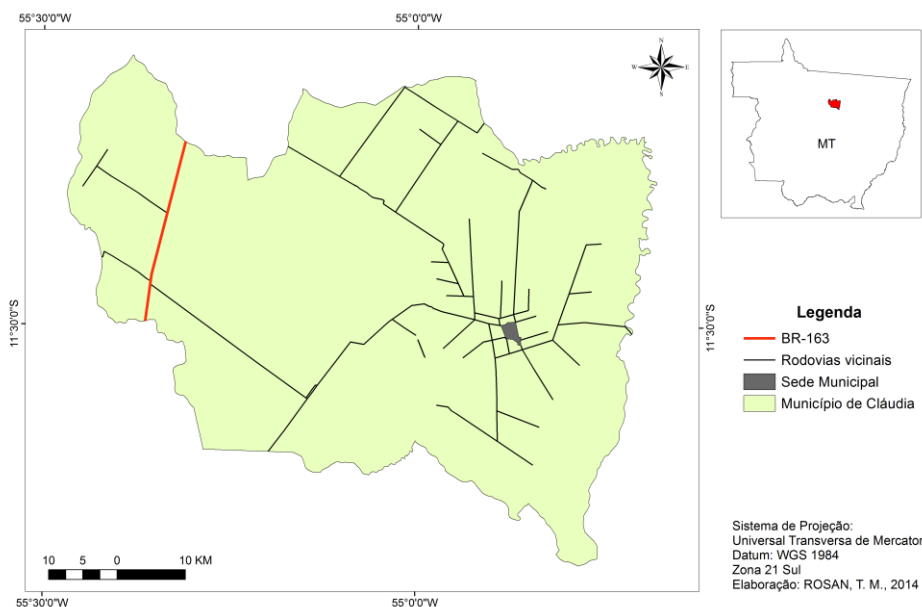 55°30'0"W
55°0'0"W
N
W
E
S
MT
11°30'0"S
11°30'0"S
Legenda
BR-163
Rodovias vicinais
Sede Municipal
Município de Cláudia
10 5 0 10 KM
Sistema de Projeção:
Universal Transversa de Mercator
Datum: WGS 1984
Zona 21 Sul
Elaboração: ROSAN, T. M., 2014
55°30'0"W
55°0'0"W